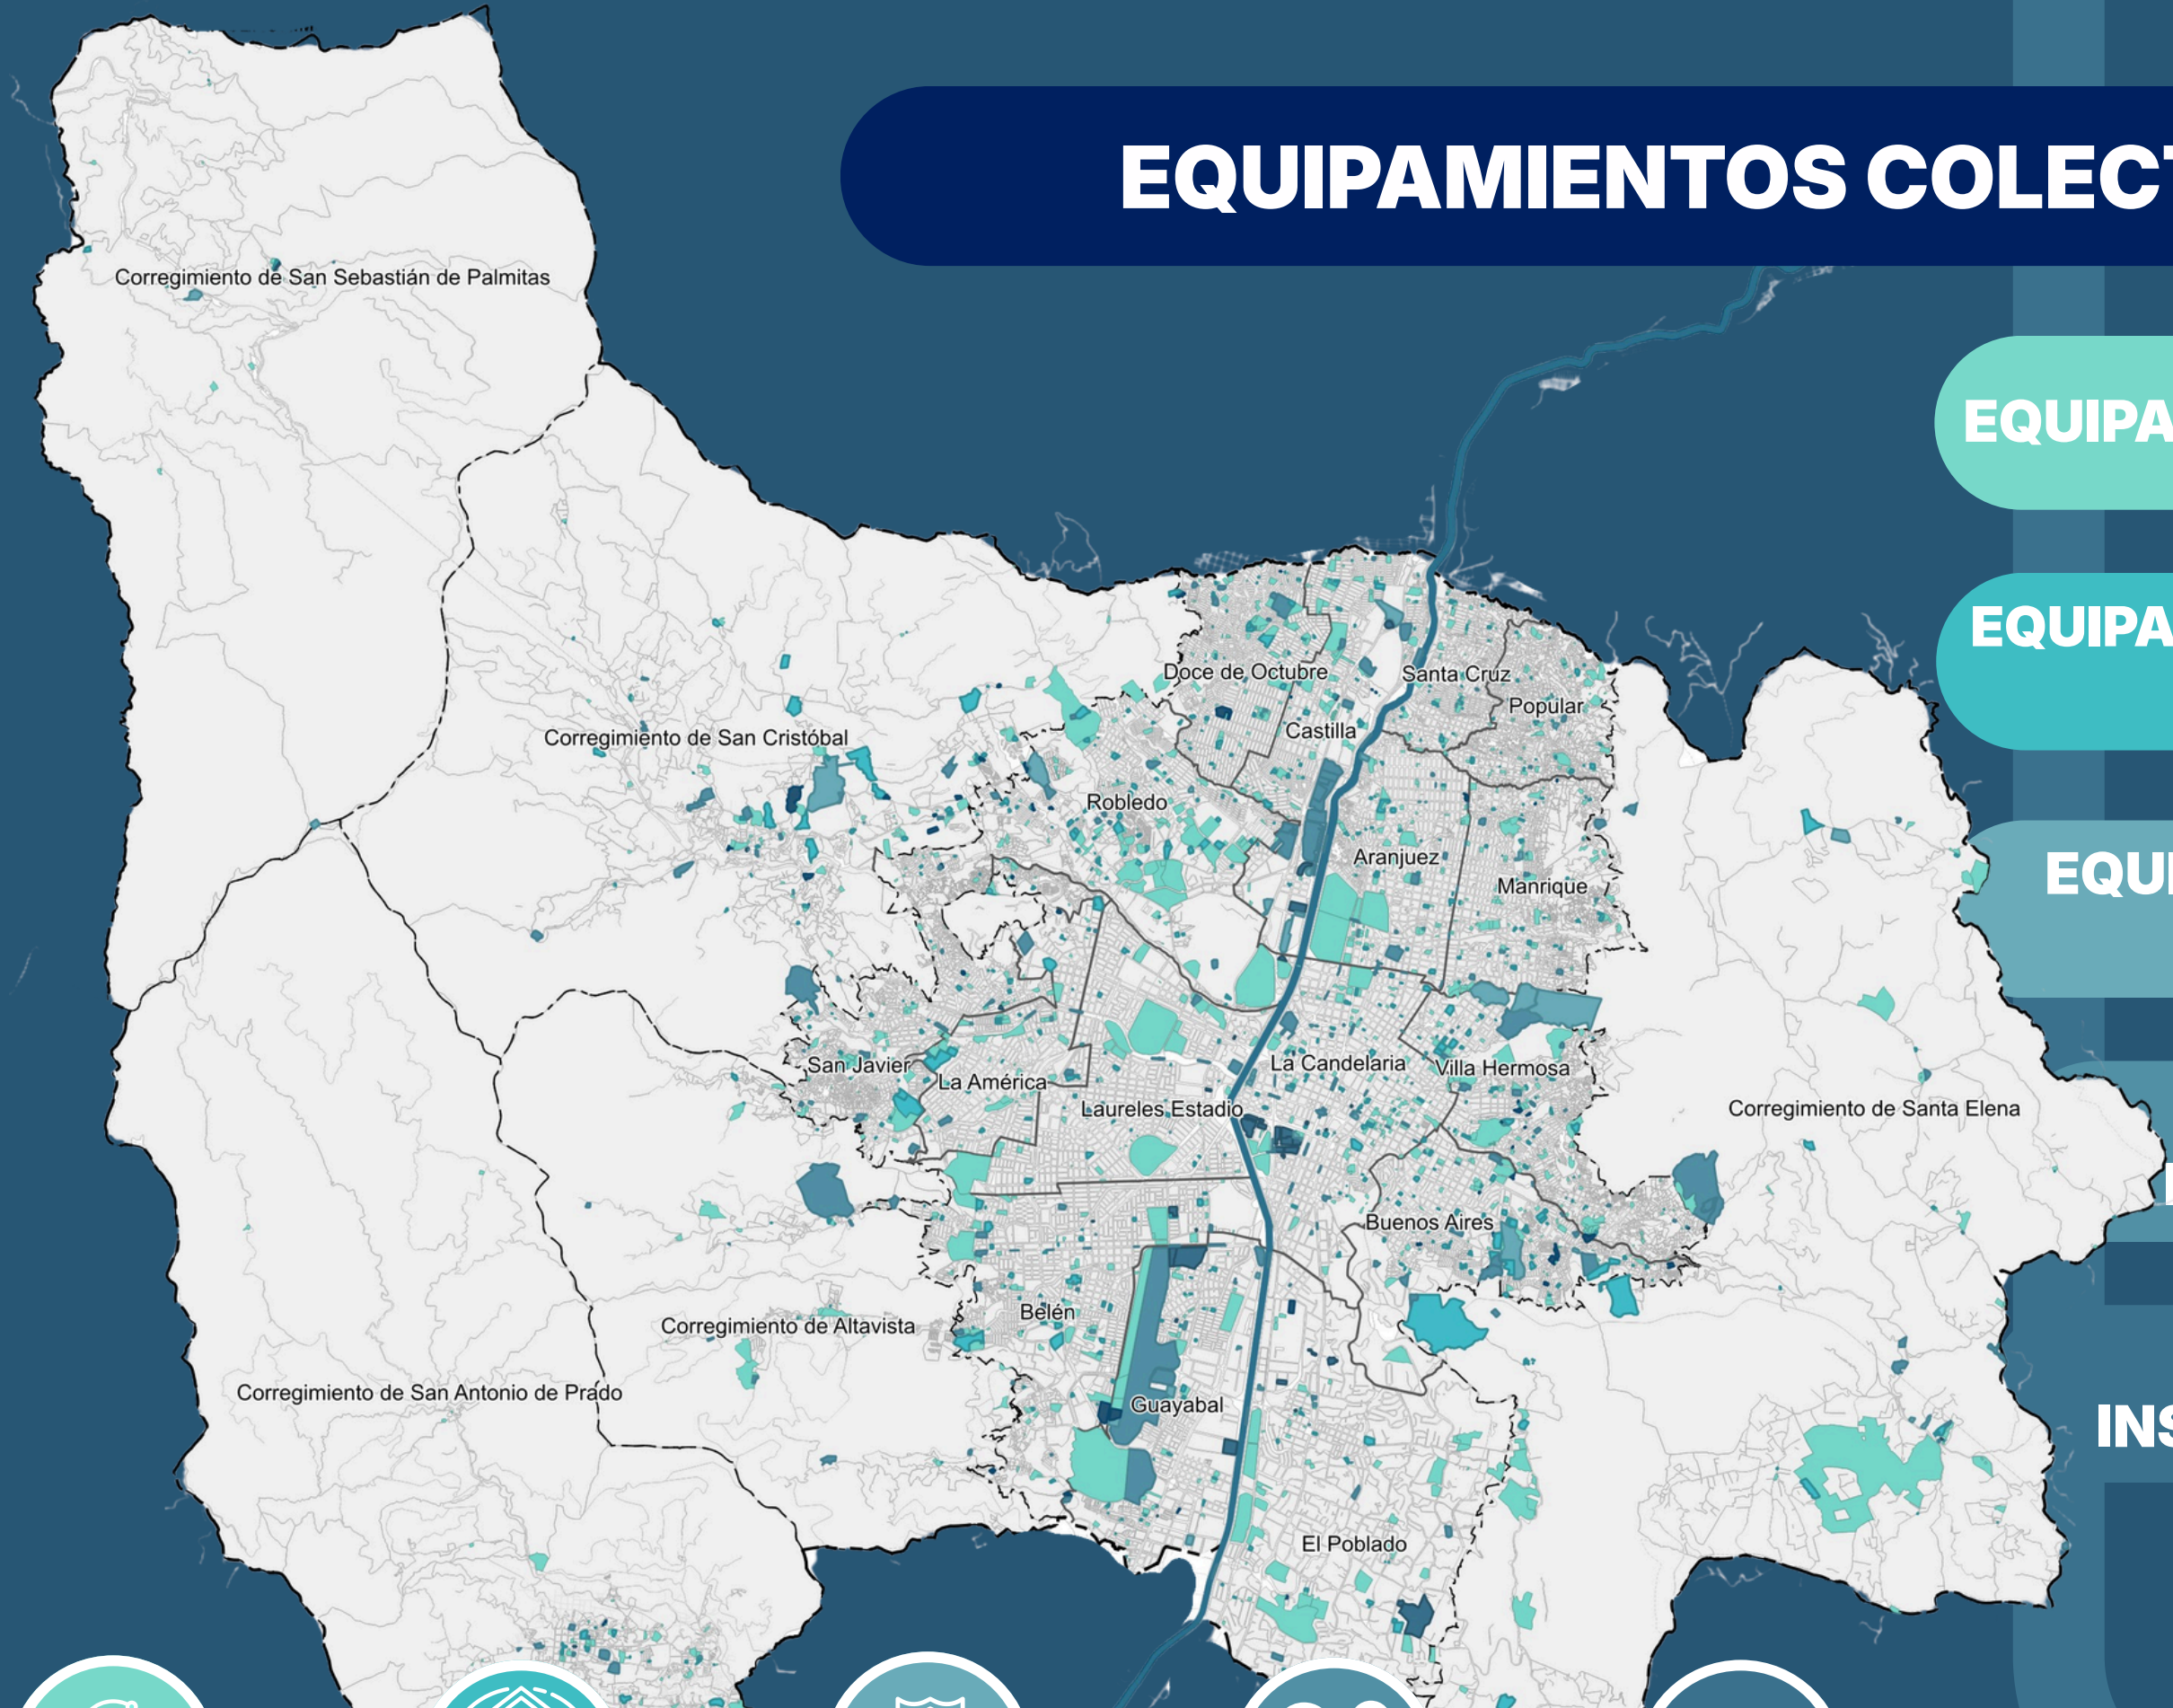 EQUIPAMIENTOS COLECT
Corregimiento de San Sebastián de Palmitas
EQUIPA
EQUIPA
Doce de Octubre
Santa Cruz
Popular
Castilla
Corregimiento de San Cristóbal
Robledo
Aranjuez
EQUI
Manrique
San Javier
La América
La Candelaria
Villa Hermosa
Laureles Estadio
Corregimiento de Santa Elena
Buenos Aires
Belén
Corregimiento de Altavista
Corregimiento de San Antonio de Prado
Guayabal
INS
El Poblado